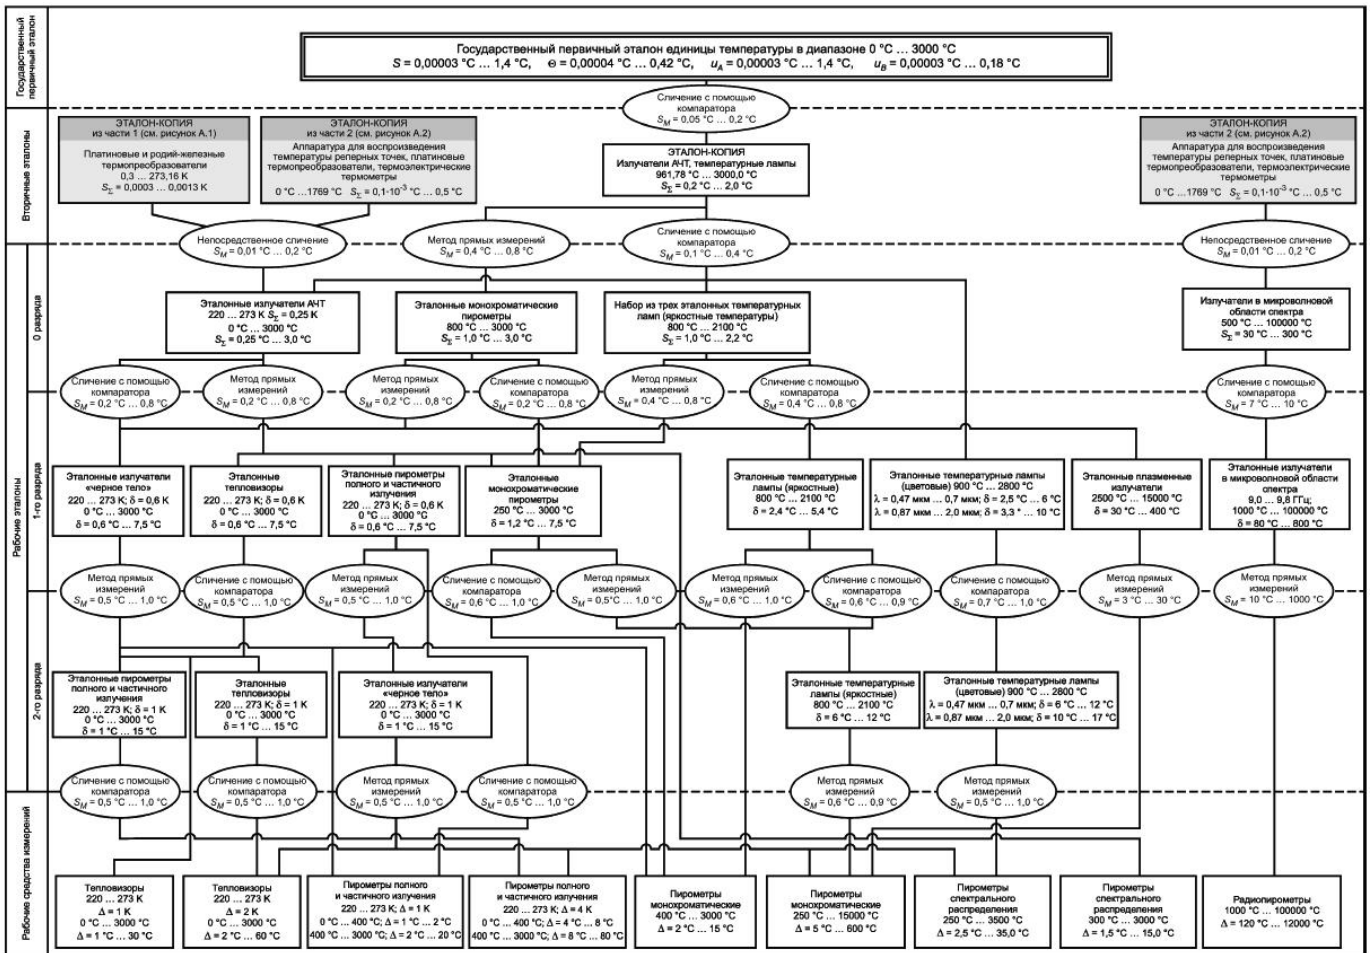 Государственный
первичный эталон
Государственный первичный эталон единицы температуры в диапазоне 0 °C ... 3000 °C
S = 0,00003 °C ... 1,4 °C, Θ = 0,00004 °C ... 0,42 °C, u_A = 0,00003 °C ... 1,4 °C, u_B = 0,00003 °C ... 0,18 °C
Сличение с помощью
компаратора
S_M = 0,05 °C ... 0,2 °C
Вторичные эталоны
ЭТАЛОН-КОПИЯ
из части 1 (см. рисунок А.1)
Платиновые и родий-железные
термопреобразователи
0,3 ... 273,16 K
S_Σ = 0,0003 ... 0,0013 K
ЭТАЛОН-КОПИЯ
из части 2 (см. рисунок А.2)
Аппаратура для воспроизведения
температуры реперных точек, платиновые
термопреобразователи, термоэлектрические
термометры
0 °C ...1769 °C S_Σ = 0,1·10⁻³ °C ... 0,5 °C
ЭТАЛОН-КОПИЯ
Излучатели АЧТ, температурные лампы
961,78 °C ... 3000,0 °C
S_Σ = 0,2 °C ... 2,0 °C
ЭТАЛОН-КОПИЯ
из части 2 (см. рисунок А.2)
Аппаратура для воспроизведения
температуры реперных точек, платиновые
термопреобразователи, термоэлектрические
термометры
0 °C ...1769 °C S_Σ = 0,1·10⁻³ °C ... 0,5 °C
Непосредственное сличение
S_M = 0,01 °C ... 0,2 °C
Метод прямых измерений
S_M = 0,4 °C ... 0,8 °C
Сличение с помощью
компаратора
S_M = 0,1 °C ... 0,4 °C
Непосредственное сличение
S_M = 0,01 °C ... 0,2 °C
Рабочие эталоны
0 разряда
Эталонные излучатели АЧТ
220 ... 273 K S_Σ = 0,25 K
0 °C ... 3000 °C
S_Σ = 0,25 °C ... 3,0 °C
Эталонные монохроматические
пирометры
800 °C ... 3000 °C
S_Σ = 1,0 °C ... 3,0 °C
Набор из трех эталонных температурных
ламп (яркостные температуры)
800 °C ... 2100 °C
S_Σ = 1,0 °C ... 2,2 °C
Излучатели в микроволновой
области спектра
500 °C ... 100000 °C
S_Σ = 30 °C ... 300 °C
Сличение с помощью
компаратора
S_M = 0,2 °C ... 0,8 °C
Метод прямых
измерений
S_M = 0,2 °C ... 0,8 °C
Метод прямых
измерений
S_M = 0,2 °C ... 0,8 °C
Сличение с помощью
компаратора
S_M = 0,2 °C ... 0,8 °C
Метод прямых
измерений
S_M = 0,4 °C ... 0,8 °C
Сличение с помощью
компаратора
S_M = 0,4 °C ... 0,8 °C
Сличение с помощью
компаратора
S_M = 7 °C ... 10 °C
1-го разряда
Эталонные излучатели
«черное тело»
220 ... 273 K; δ = 0,6 K
0 °C ... 3000 °C
δ = 0,6 °C ... 7,5 °C
Эталонные
тепловизоры
220 ... 273 K; δ = 0,6 K
0 °C ... 3000 °C
δ = 0,6 °C ... 7,5 °C
Эталонные пирометры
полного и частичного
излучения
220 ... 273 K; δ = 0,6 K
0 °C ... 3000 °C
δ = 0,6 °C ... 7,5 °C
Эталонные
монохроматические
пирометры
250 °C ... 3000 °C
δ = 1,2 °C ... 7,5 °C
Эталонные температурные
лампы (яркостные)
800 °C ... 2100 °C
δ = 2,4 °C ... 5,4 °C
Эталонные температурные лампы
(цветовые) 900 °C ... 2800 °C
λ = 0,47 мкм ... 0,7 мкм; δ = 2,5 °C ... 6 °C
λ = 0,87 мкм ... 2,0 мкм; δ = 3,3 ° ... 10 °C
Эталонные плазменные
излучатели
2500 °C ... 15000 °C
δ = 30 °C ... 400 °C
Эталонные излучатели
в микроволновой области
спектра
9,0 ... 9,8 ГГц;
1000 °C ... 100000 °C
δ = 80 °C ... 800 °C
Метод прямых
измерений
S_M = 0,5 °C ... 1,0 °C
Сличение с помощью
компаратора
S_M = 0,5 °C ... 1,0 °C
Метод прямых
измерений
S_M = 0,5 °C ... 1,0 °C
Сличение с помощью
компаратора
S_M = 0,6 °C ... 1,0 °C
Метод прямых
измерений
S_M = 0,5°C ... 1,0 °C
Метод прямых
измерений
S_M = 0,6 °C ... 1,0 °C
Сличение с помощью
компаратора
S_M = 0,6 °C ... 0,9 °C
Сличение с помощью
компаратора
S_M = 0,7 °C ... 1,0 °C
Метод прямых
измерений
S_M = 3 °C ... 30 °C
Метод прямых
измерений
S_M = 10 °C ... 1000 °C
2-го разряда
Эталонные пирометры
полного и частичного
излучения
220 ... 273 K; δ = 1 K
0 °C ... 3000 °C
δ = 1 °C ... 15 °C
Эталонные
тепловизоры
220 ... 273 K; δ = 1 K
0 °C ... 3000 °C
δ = 1 °C ... 15 °C
Эталонные излучатели
«черное тело»
220 ... 273 K; δ = 1 K
0 °C ... 3000 °C
δ = 1 °C ... 15 °C
Эталонные температурные
лампы (яркостные)
800 °C ... 2100 °C
δ = 6 °C ... 12 °C
Эталонные температурные лампы
(цветовые) 900 °C ... 2800 °C
λ = 0,47 мкм ... 0,7 мкм; δ = 6 °C ... 12 °C
λ = 0,87 мкм ... 2,0 мкм; δ = 10 °C ... 17 °C
Сличение с помощью
компаратора
S_M = 0,5 °C ... 1,0 °C
Сличение с помощью
компаратора
S_M = 0,5 °C ... 1,0 °C
Метод прямых
измерений
S_M = 0,5 °C ... 1,0 °C
Сличение с помощью
компаратора
S_M = 0,5 °C ... 1,0 °C
Метод прямых
измерений
S_M = 0,6 °C ... 0,9 °C
Метод прямых
измерений
S_M = 0,5 °C ... 1,0 °C
Рабочие средства измерений
Тепловизоры
220 ... 273 K
Δ = 1 K
0 °C ... 3000 °C
Δ = 1 °C ... 30 °C
Тепловизоры
220 ... 273 K
Δ = 2 K
0 °C ... 3000 °C
Δ = 2 °C ... 60 °C
Пирометры полного
и частичного излучения
220 ... 273 K; Δ = 1 K
0 °C ... 400 °C; Δ = 1 °C ... 2 °C
400 °C ... 3000 °C; Δ = 2 °C ... 20 °C
Пирометры полного
и частичного излучения
220 ... 273 K; Δ = 4 K
0 °C ... 400 °C; Δ = 4 °C ... 8 °C
400 °C ... 3000 °C; Δ = 8 °C ... 80 °C
Пирометры
монохроматические
400 °C ... 3000 °C
Δ = 2 °C ... 15 °C
Пирометры
монохроматические
250 °C ... 15000 °C
Δ = 5 °C ... 600 °C
Пирометры
спектрального
распределения
250 °C ... 3500 °C
Δ = 2,5 °C ... 35,0 °C
Пирометры
спектрального
распределения
300 °C ... 3000 °C
Δ = 1,5 °C ... 15,0 °C
Радиопирометры
1000 °C ... 100000 °C
Δ = 120 °C ... 12000 °C